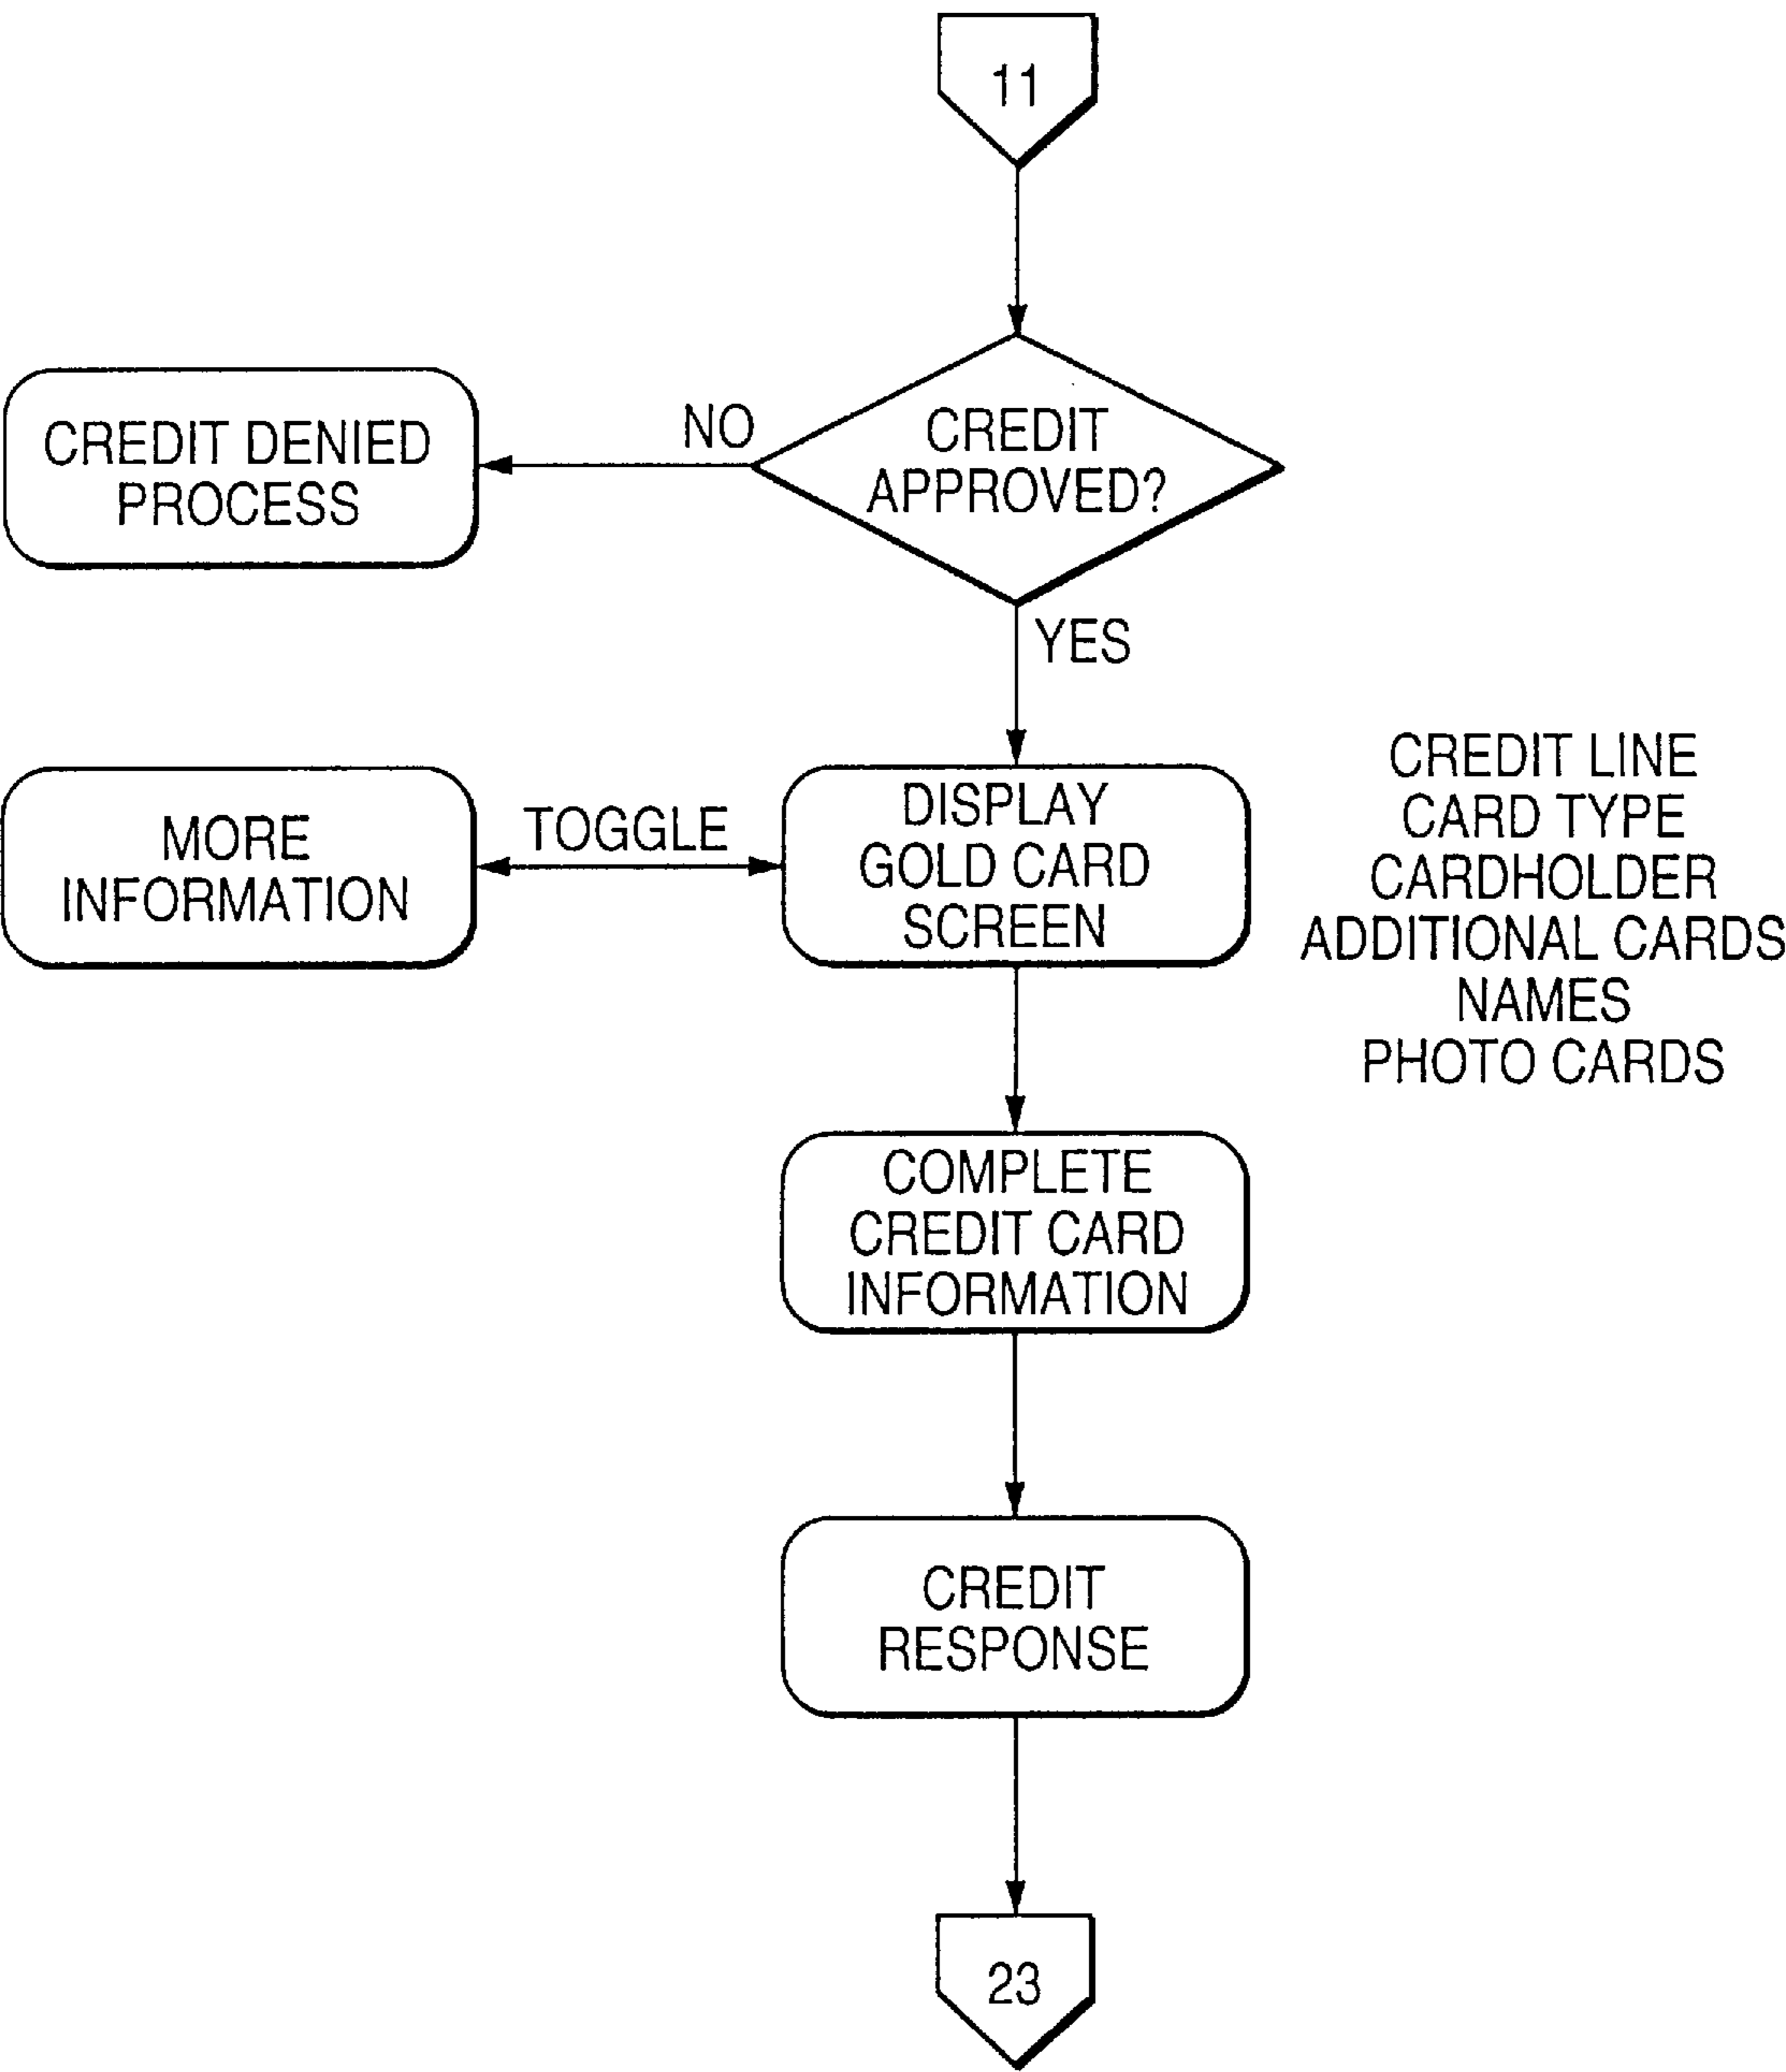 11
CREDIT
APPROVED?
NO
CREDIT DENIED
PROCESS
YES
DISPLAY
GOLD CARD
SCREEN
TOGGLE
MORE
INFORMATION
CREDIT LINE
CARD TYPE
CARDHOLDER
ADDITIONAL CARDS
NAMES
PHOTO CARDS
COMPLETE
CREDIT CARD
INFORMATION
CREDIT
RESPONSE
23